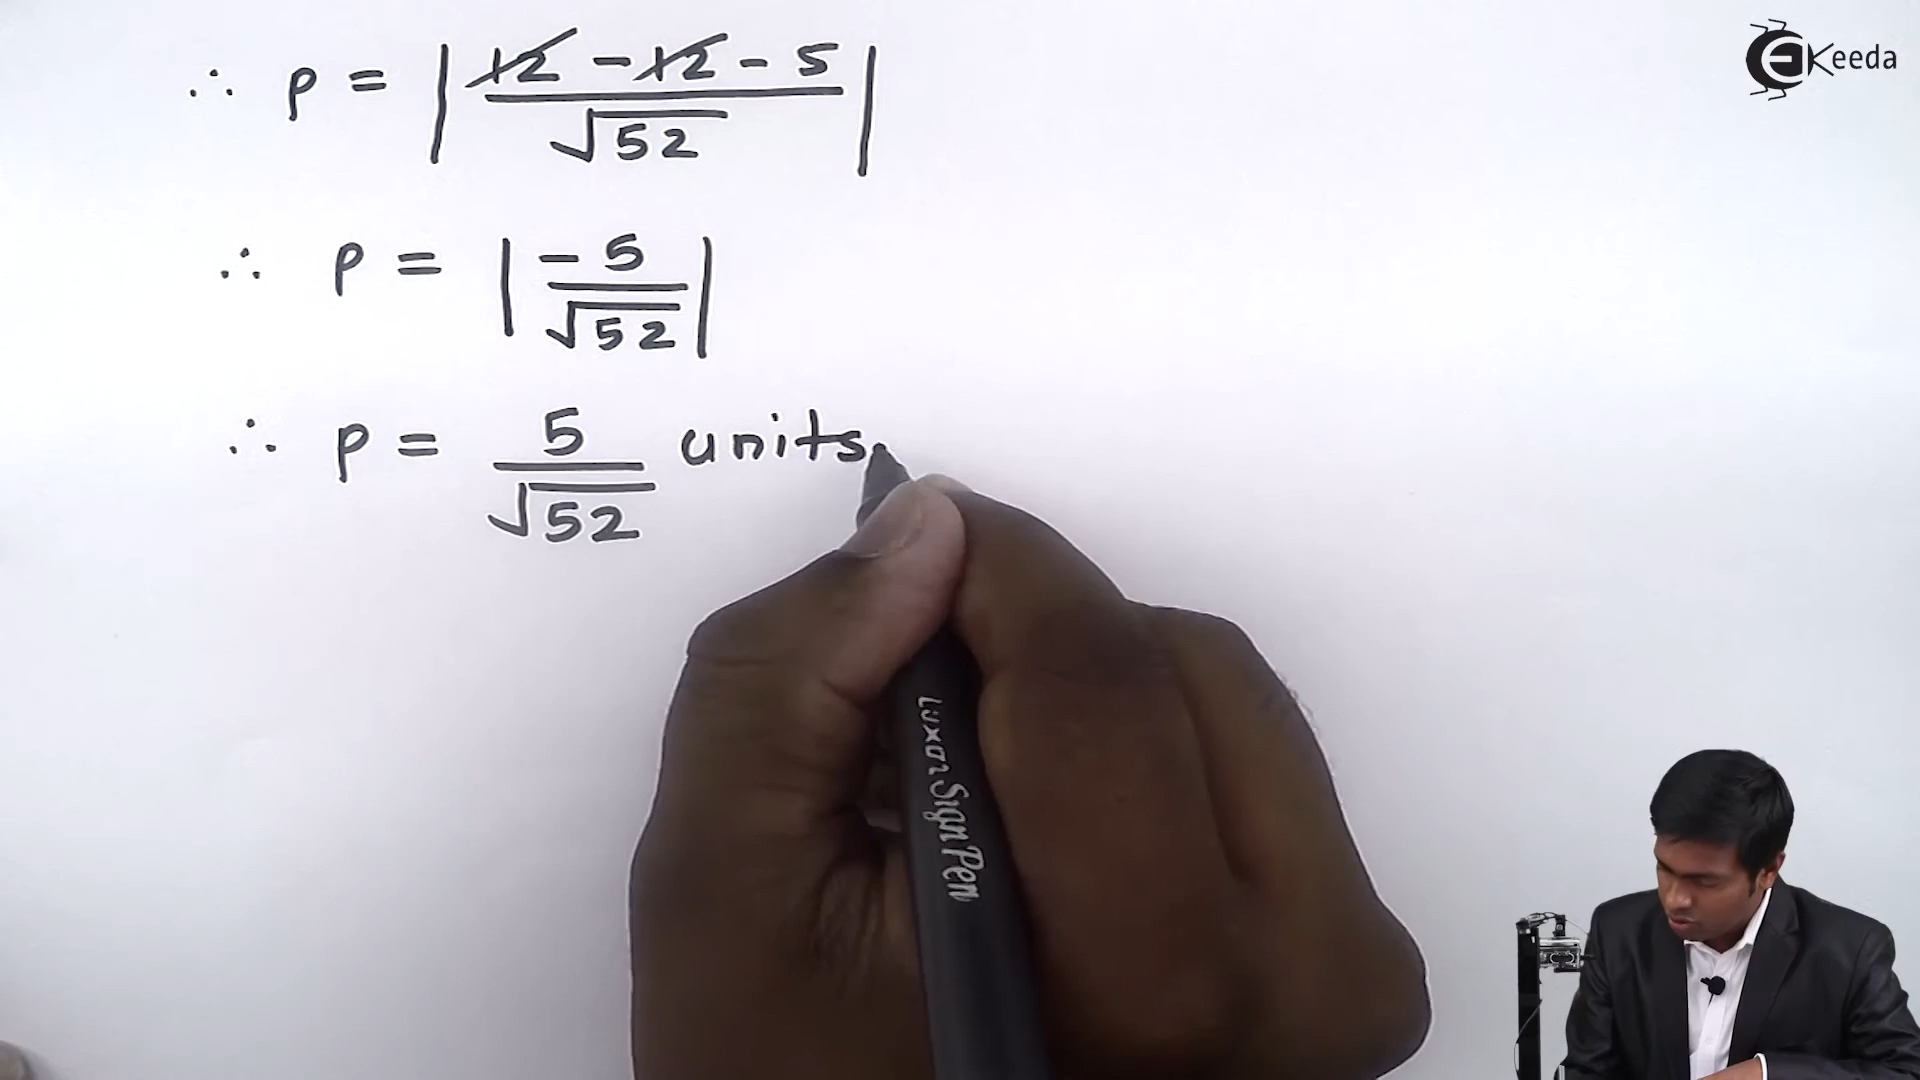 ∴ p = | 12 - 12 - 5 / √52 |
Keeda
∴ p = | -5 / √52 |
∴ p = 5 / √52 units
Luxor Sign Pen